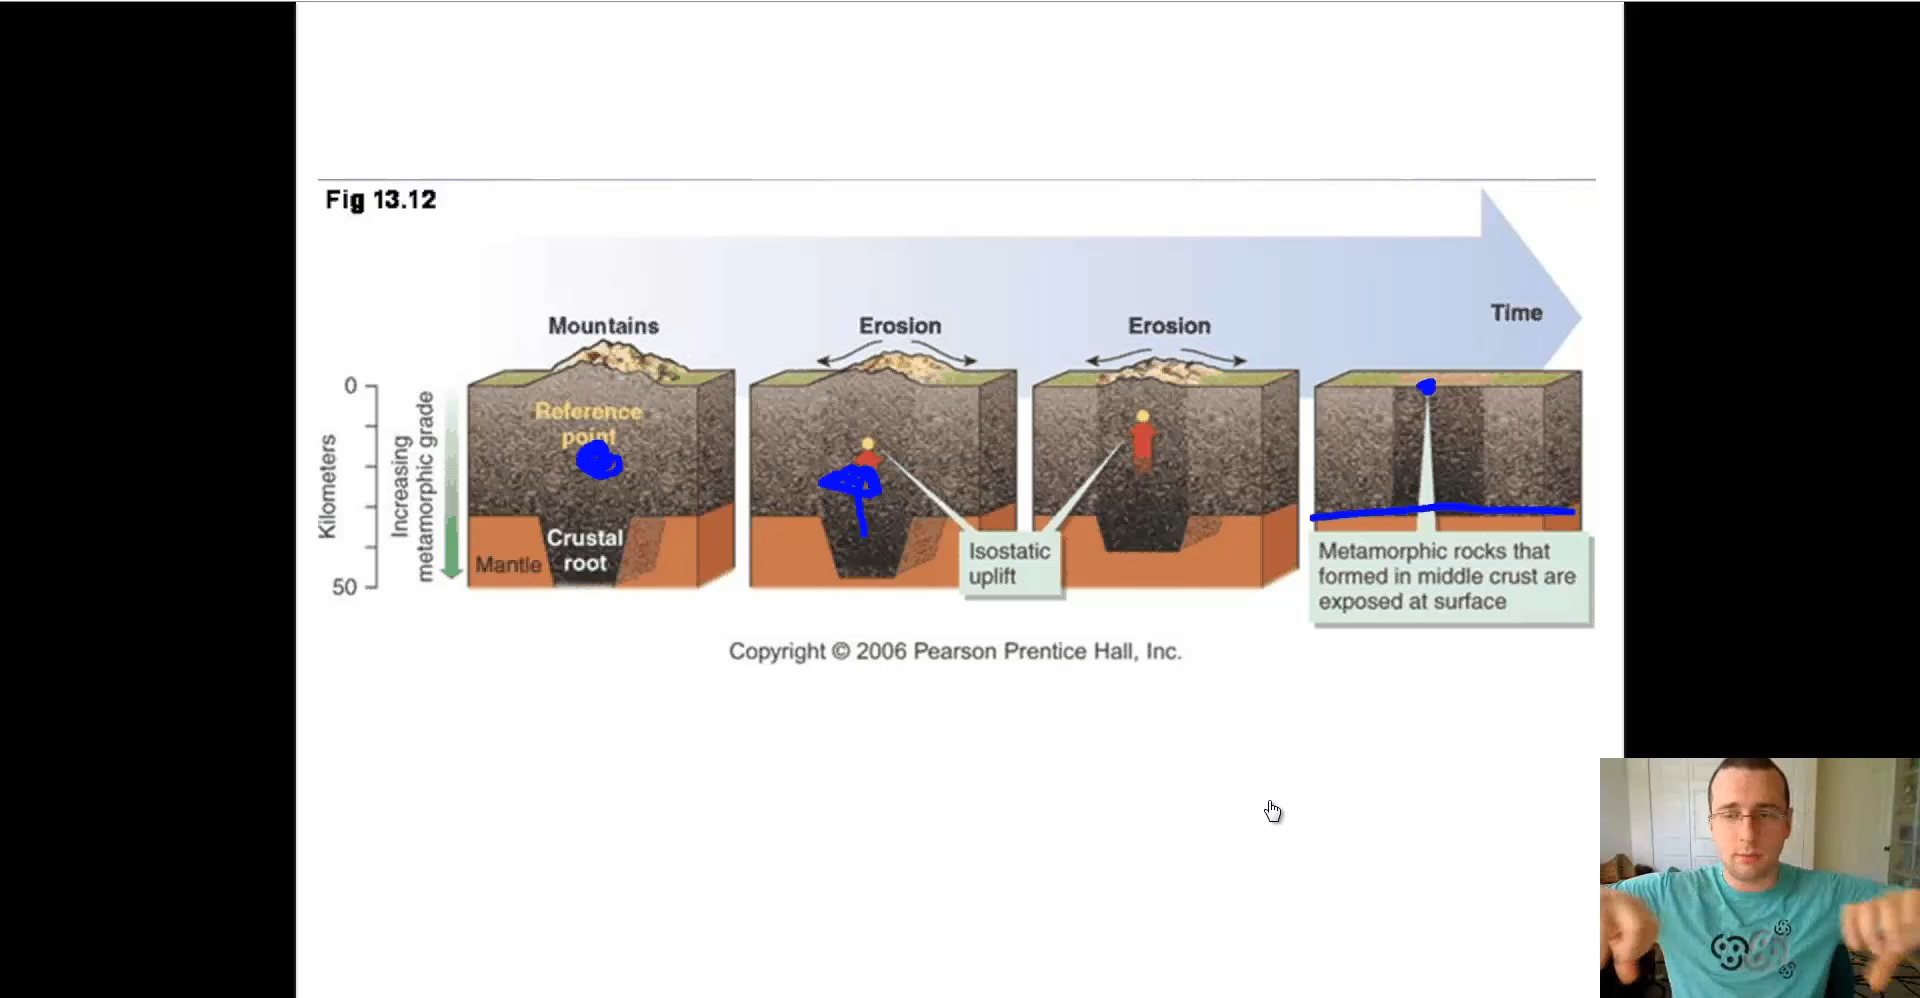 Fig 13.12
Time
Mountains
Erosion
Erosion
0
50
Kilometers
Increasing
metamorphic grade
Reference
point
Mantle
Crustal
root
Isostatic
uplift
Metamorphic rocks that
formed in middle crust are
exposed at surface
Copyright © 2006 Pearson Prentice Hall, Inc.